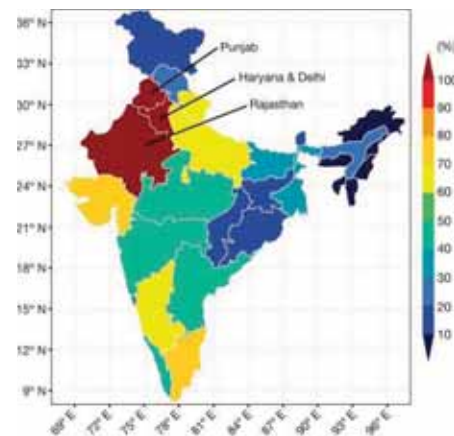 36° N
33° N
30° N
27° N
24° N
21° N
18° N
15° N
12° N
9° N
Punjab
Haryana & Delhi
Rajasthan
(%)
100
90
80
70
60
50
40
30
20
10
69° E
72° E
75° E
78° E
81° E
84° E
87° E
90° E
93° E
96° E